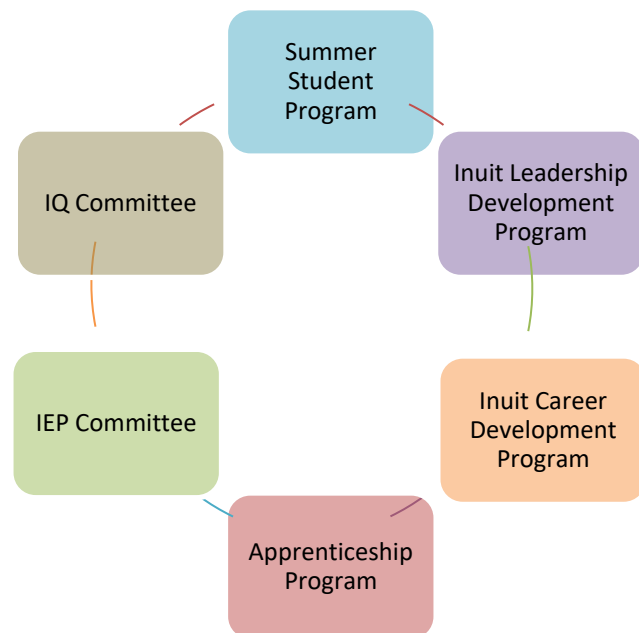 Summer
Student
Program
Inuit Leadership
Development
Program
Inuit Career
Development
Program
Apprenticeship
Program
IEP Committee
IQ Committee